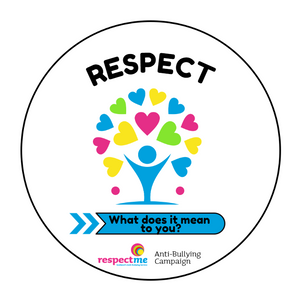 RESPECT
What does it mean
to you?
respectme
Anti-Bullying
Campaign